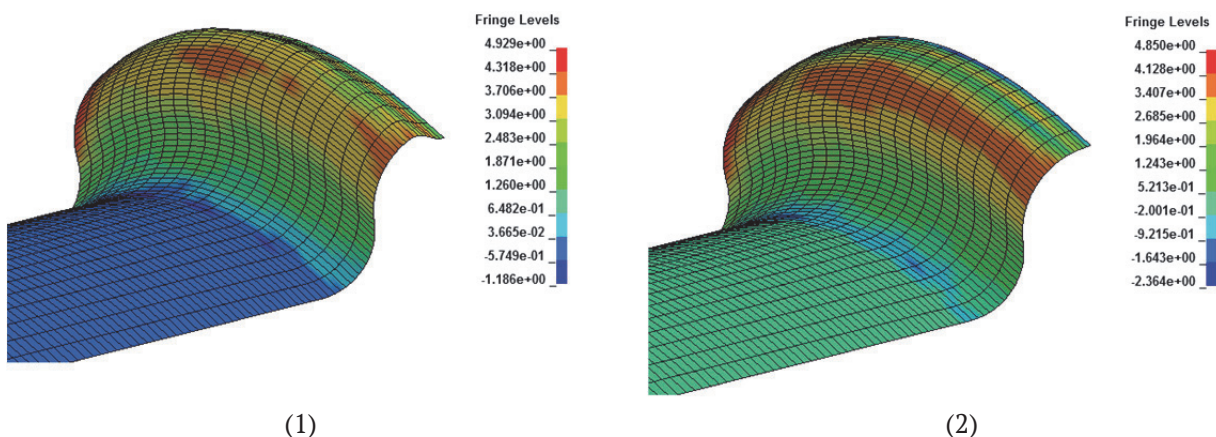 Fringe Levels
4.929e+00
4.318e+00
3.706e+00
3.094e+00
2.483e+00
1.871e+00
1.260e+00
6.482e-01
3.665e-02
-5.749e-01
-1.186e+00
(1)
Fringe Levels
4.850e+00
4.128e+00
3.407e+00
2.685e+00
1.964e+00
1.243e+00
5.213e-01
-2.001e-01
-9.215e-01
-1.643e+00
-2.364e+00
(2)